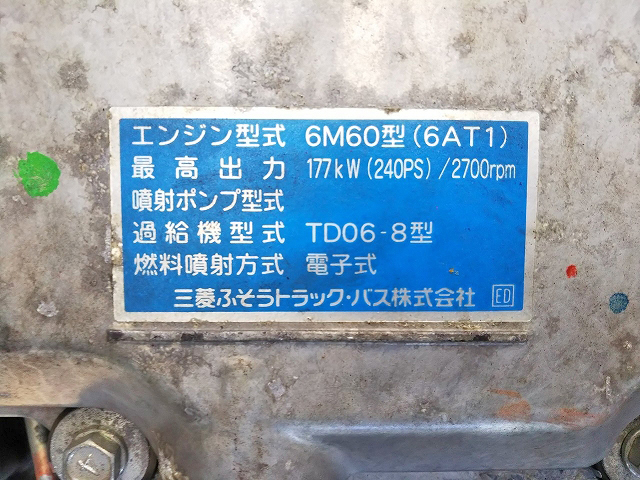 エンジン型式 6M60型(6AT1)
最高出力 177kW(240PS)/2700rpm
噴射ポンプ型式
過給機型式 TD06-8型
燃料噴射方式 電子式
三菱ふそうトラック・バス株式会社 ED